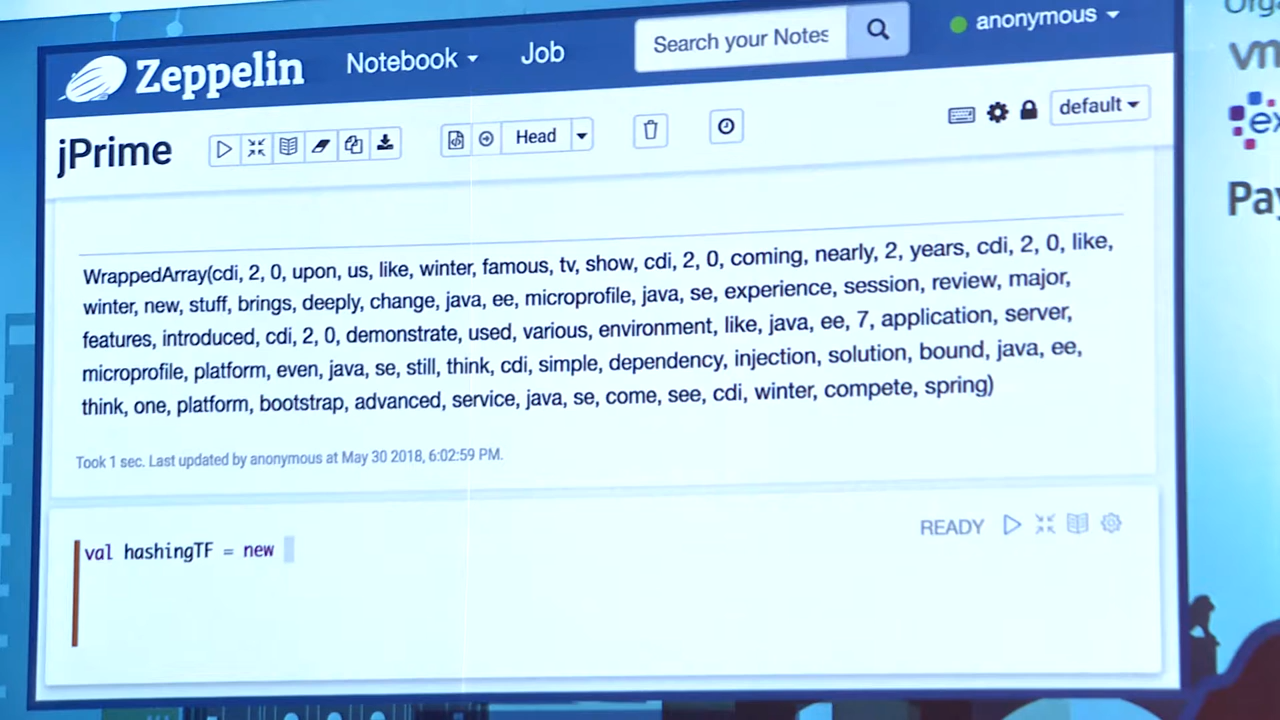 Zeppelin Notebook Job Search your Notes anonymous
jPrime Head default
WrappedArray(cdi, 2, 0, upon, us, like, winter, famous, tv, show, cdi, 2, 0, coming, nearly, 2, years, cdi, 2, 0, like,
winter, new, stuff, brings, deeply, change, java, ee, microprofile, java, se, experience, session, review, major,
features, introduced, cdi, 2, 0, demonstrate, used, various, environment, like, java, ee, 7, application, server,
microprofile, platform, even, java, se, still, think, cdi, simple, dependency, injection, solution, bound, java, ee,
think, one, platform, bootstrap, advanced, service, java, se, come, see, cdi, winter, compete, spring)
Took 1 sec. Last updated by anonymous at May 30 2018, 6:02:59 PM.
READY
val hashingTF = new